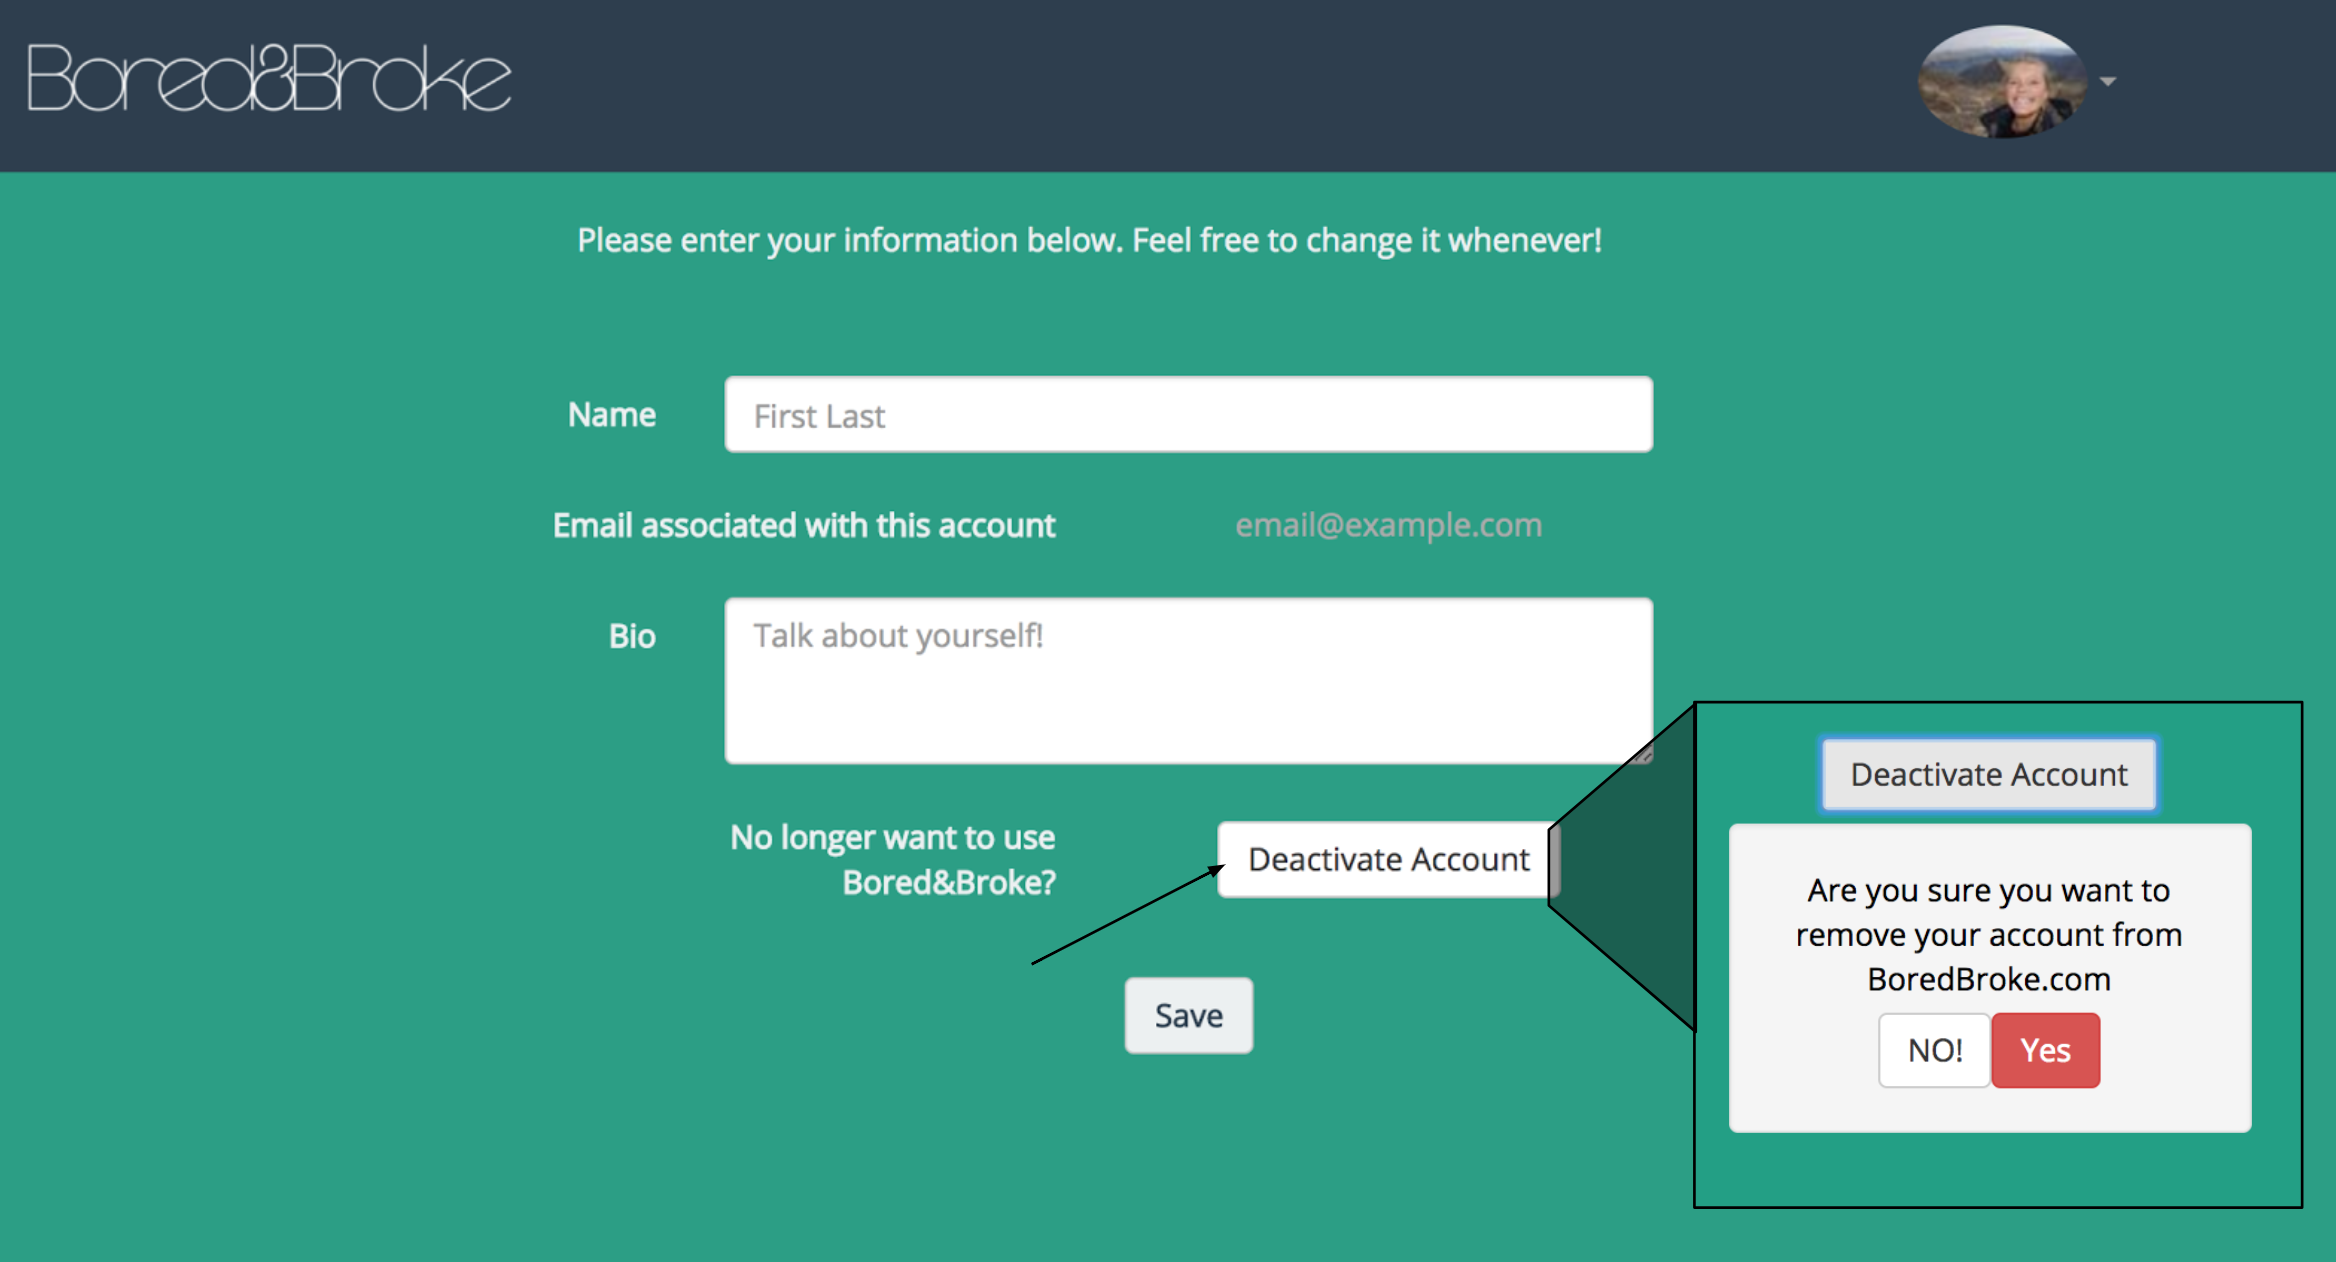 Bored&Broke
Please enter your information below. Feel free to change it whenever!
Name
First Last
Email associated with this account
email@example.com
Bio
Talk about yourself!
No longer want to use
Bored&Broke?
Deactivate Account
Save
Deactivate Account
Are you sure you want to
remove your account from
BoredBroke.com
NO!
Yes